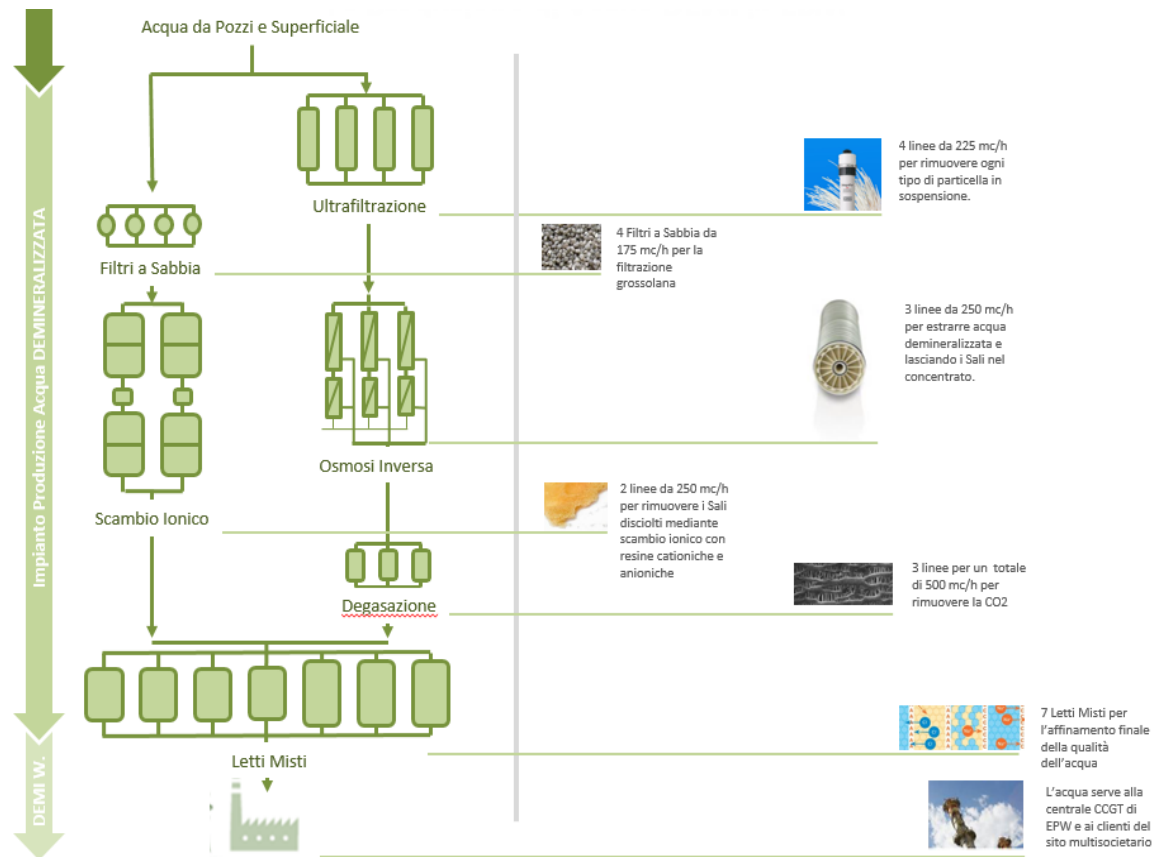 Acqua da Pozzi e Superficiale
Impianto Produzione Acqua DEMINERALIZZATA
DEMI W.
Ultrafiltrazione
4 linee da 225 mc/h
per rimuovere ogni
tipo di particella in
sospensione.
Filtri a Sabbia
4 Filtri a Sabbia da
175 mc/h per la
filtrazione
grossolana
3 linee da 250 mc/h
per estrarre acqua
demineralizzata e
lasciando i Sali nel
concentrato.
Osmosi Inversa
Scambio Ionico
2 linee da 250 mc/h
per rimuovere i Sali
disciolti mediante
scambio ionico con
resine cationiche e
anioniche
Degasazione
3 linee per un totale
di 500 mc/h per
rimuovere la CO2
Letti Misti
7 Letti Misti per
l'affinamento finale
della qualità
dell'acqua
L'acqua serve alla
centrale CCGT di
EPW e ai clienti del
sito multisocietario